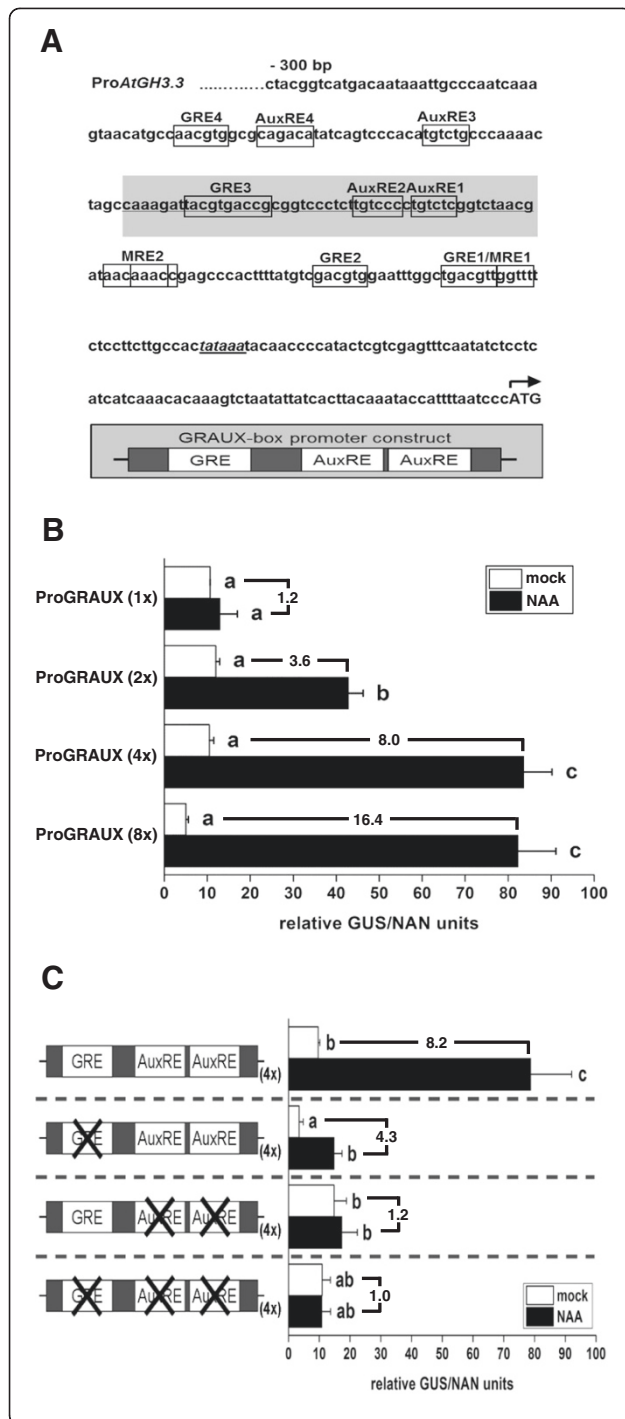 A
- 300 bp
ProAtGH3.3 ............ctacggtcatgacaataaattgcccaatcaaa
GRE4 AuxRE4 AuxRE3
gtaacatgccaacgtggcgcagacatatcagtcccacatgtctgcccaaaac
GRE3 AuxRE2AuxRE1
tagccaaagattacgtgaccgcggtccctcttgtcccctgtctcggtctaacg
MRE2 GRE2 GRE1/MRE1
ataacaaaccgagcccacttttatgtcgacgtggaatttggctgacgttggtttt
ctccttcttgccactataaatacaaccccatactcgtcgagtttcaatatctcctc
atcatcaaacacaaagtctaatattatcacttacaaataccattttaatcccATG
GRAUX-box promoter construct
GRE AuxRE AuxRE
B
mock
NAA
ProGRAUX (1x) a 1.2
a
ProGRAUX (2x) a 3.6
b
ProGRAUX (4x) a 8.0
c
ProGRAUX (8x) a 16.4
c
0 10 20 30 40 50 60 70 80 90 100
relative GUS/NAN units
C
GRE AuxRE AuxRE (4x) b 8.2
c
GRE AuxRE AuxRE (4x) a 4.3
b
GRE AuxRE AuxRE (4x) b 1.2
b
GRE AuxRE AuxRE (4x) ab 1.0
ab
mock
NAA
0 10 20 30 40 50 60 70 80 90 100
relative GUS/NAN units